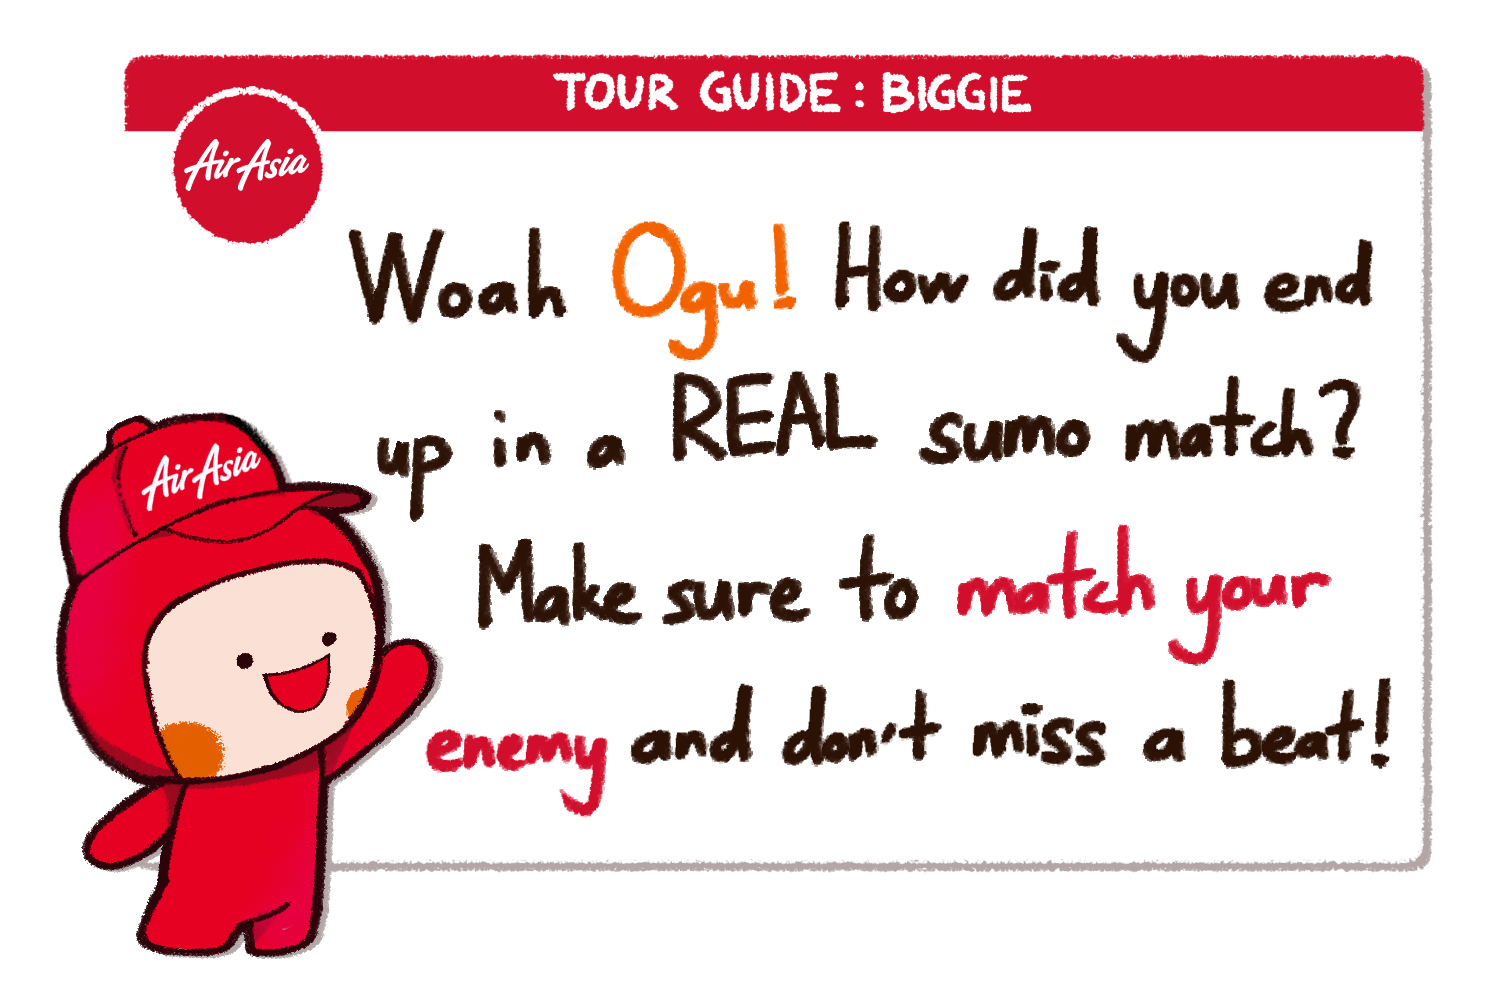 TOUR GUIDE: BIGGIE
AirAsia
Woah Ogu! How did you end
up in a REAL sumo match?
AirAsia
Make sure to match your
enemy and don't miss a beat!